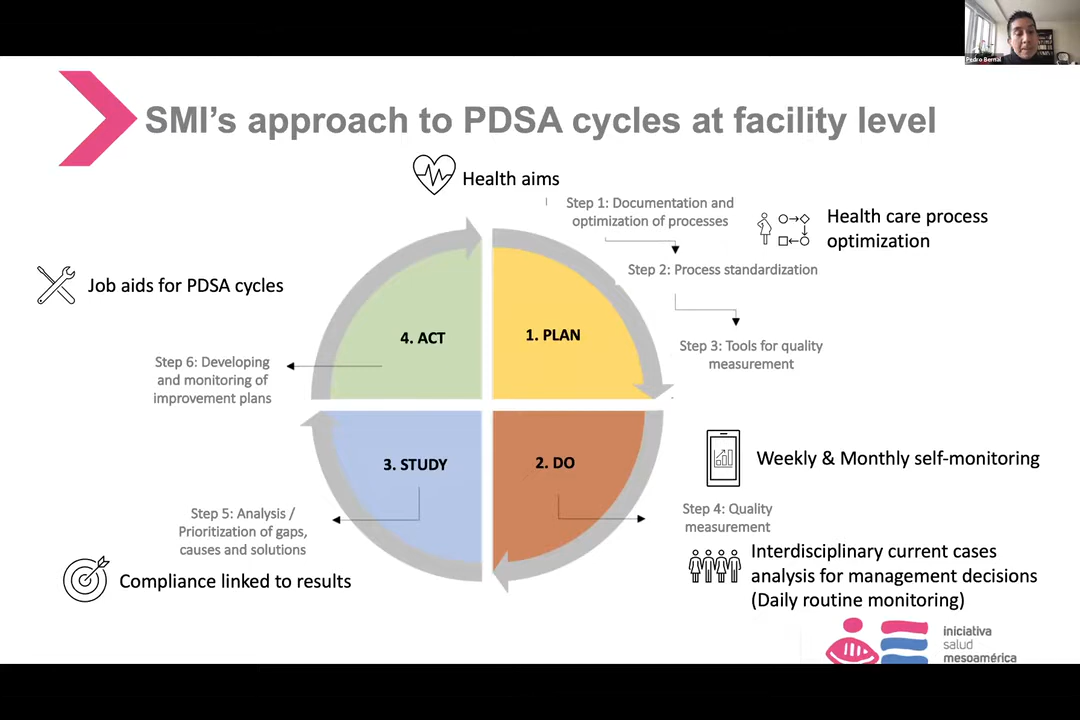 Pedro Bernal
SMI's approach to PDSA cycles at facility level
Health aims
Step 1: Documentation and
optimization of processes
Health care process
optimization
Step 2: Process standardization
Job aids for PDSA cycles
4. ACT
1. PLAN
Step 3: Tools for quality
measurement
Step 6: Developing
and monitoring of
improvement plans
3. STUDY
2. DO
Weekly & Monthly self-monitoring
Step 4: Quality
measurement
Step 5: Analysis /
Prioritization of gaps,
causes and solutions
Interdisciplinary current cases
analysis for management decisions
(Daily routine monitoring)
Compliance linked to results
iniciativa
salud
mesoamérica